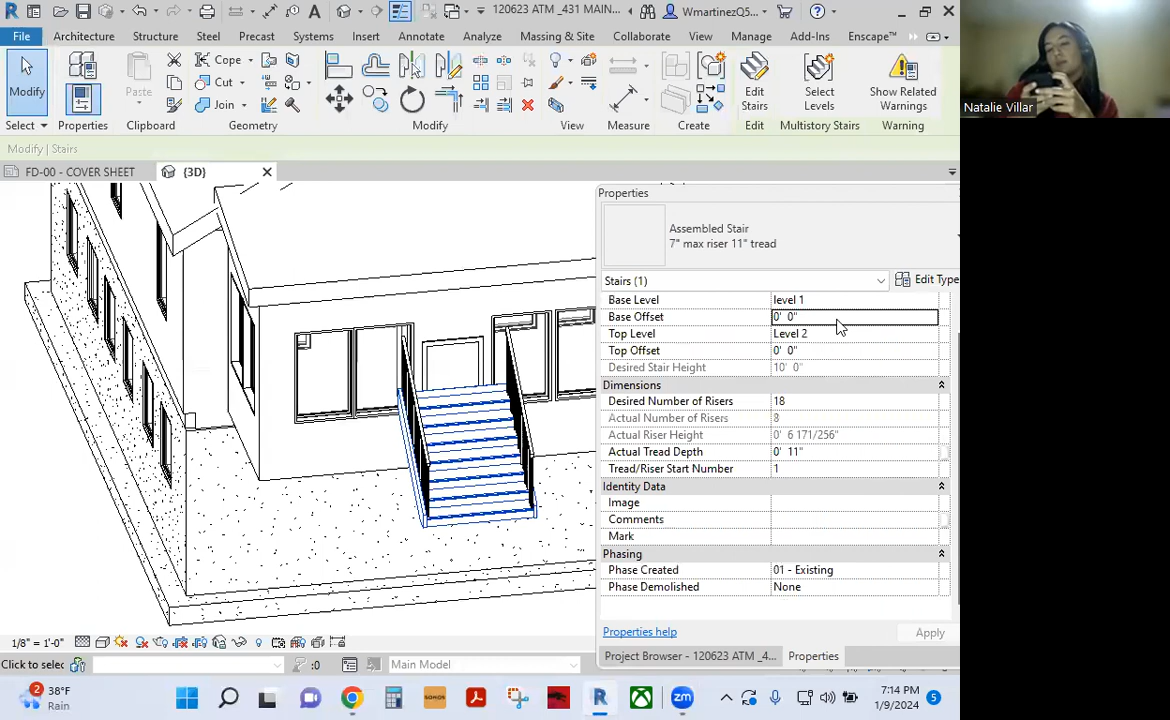 120623 ATM _431 MAIN... WmartinezQ5...
File Architecture Structure Steel Precast Systems Insert Annotate Analyze Massing & Site Collaborate View Manage Add-Ins Enscape™
Cope
Cut
Join
Modify Paste Edit Stairs Select Levels Show Related Warnings
Select Properties Clipboard Geometry Modify View Measure Create Edit Multistory Stairs Warning
Modify | Stairs
FD-00 - COVER SHEET {3D}
Properties
Assembled Stair
7" max riser 11" tread
Stairs (1) Edit Type
Base Level level 1
Base Offset 0' 0"
Top Level Level 2
Top Offset 0' 0"
Desired Stair Height 10' 0"
Dimensions
Desired Number of Risers 18
Actual Number of Risers 8
Actual Riser Height 0' 6 171/256"
Actual Tread Depth 0' 11"
Tread/Riser Start Number 1
Identity Data
Image
Comments
Mark
Phasing
Phase Created 01 - Existing
Phase Demolished None
Properties help Apply
Project Browser - 120623 ATM _4... Properties
1/8" = 1'-0"
Click to selec :0 Main Model
2 38°F
Rain
SONOS
zm
7:14 PM
1/9/2024
5
Natalie Villar